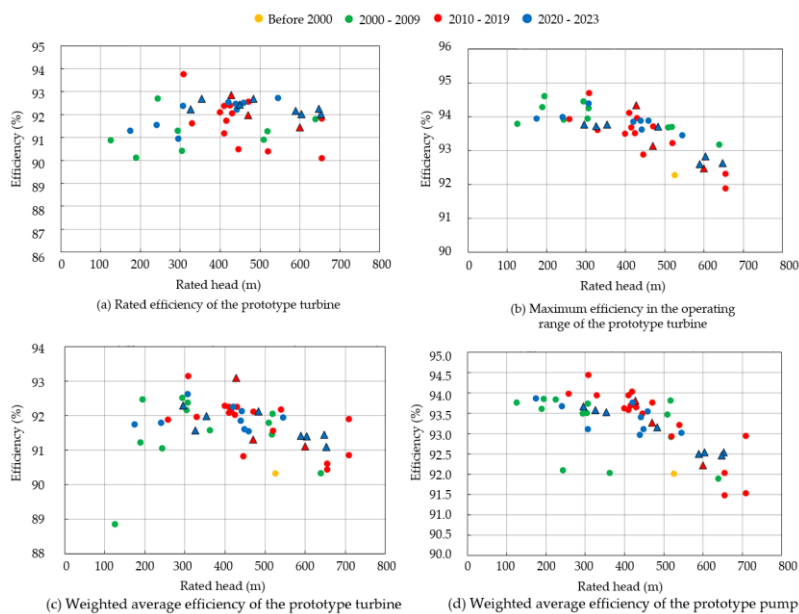 Before 2000 2000 - 2009 2010 - 2019 2020 - 2023
95
94
93
92
91
90
89
88
87
86
Efficiency (%)
0 100 200 300 400 500 600 700 800
Rated head (m)
(a) Rated efficiency of the prototype turbine
96
95
94
93
92
91
90
Efficiency (%)
0 100 200 300 400 500 600 700 800
Rated head (m)
(b) Maximum efficiency in the operating
range of the prototype turbine
94
93
92
91
90
89
88
Efficiency (%)
0 100 200 300 400 500 600 700 800
Rated head (m)
(c) Weighted average efficiency of the prototype turbine
95.0
94.5
94.0
93.5
93.0
92.5
92.0
91.5
91.0
90.5
90.0
Efficiency (%)
0 100 200 300 400 500 600 700 800
Rated head (m)
(d) Weighted average efficiency of the prototype pump